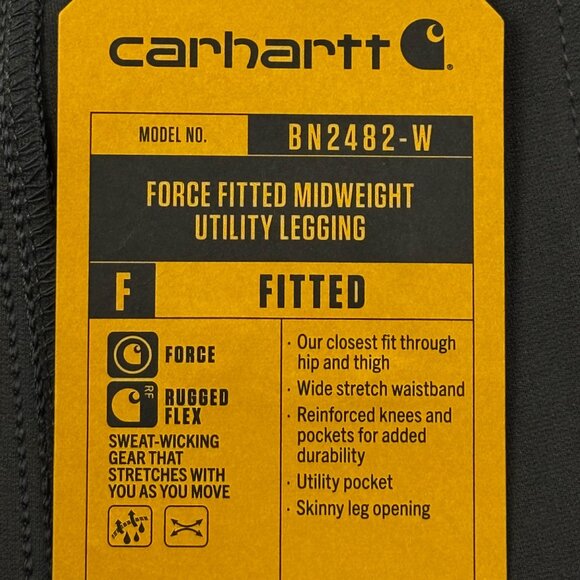 carhartt
MODEL NO. BN2482-W
FORCE FITTED MIDWEIGHT
UTILITY LEGGING
F FITTED
FORCE
RUGGED
FLEX
RF
SWEAT-WICKING
GEAR THAT
STRETCHES WITH
YOU AS YOU MOVE
· Our closest fit through
hip and thigh
· Wide stretch waistband
· Reinforced knees and
pockets for added
durability
· Utility pocket
· Skinny leg opening